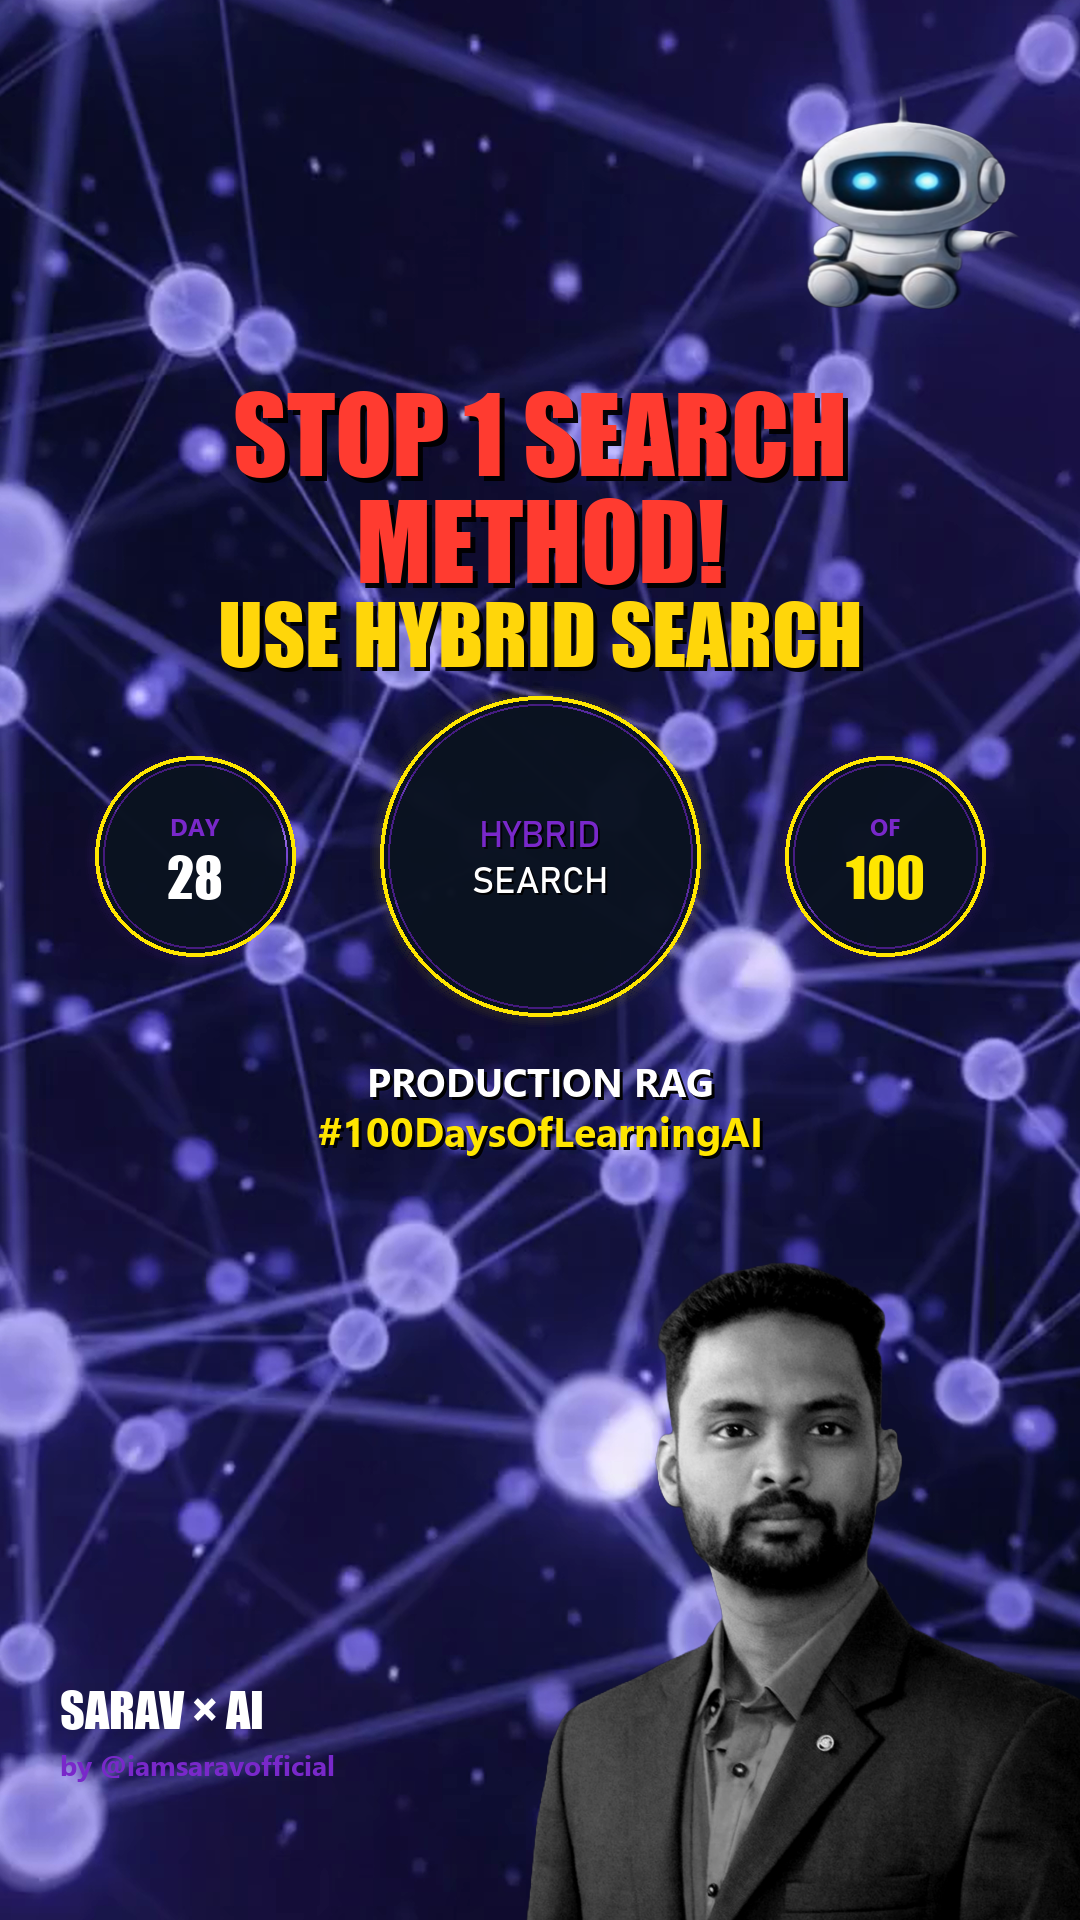 STOP 1 SEARCH
METHOD!
USE HYBRID SEARCH
DAY
28
HYBRID
SEARCH
OF
100
PRODUCTION RAG
#100DaysOfLearningAI
SARAV × AI
by @iamsaravofficial